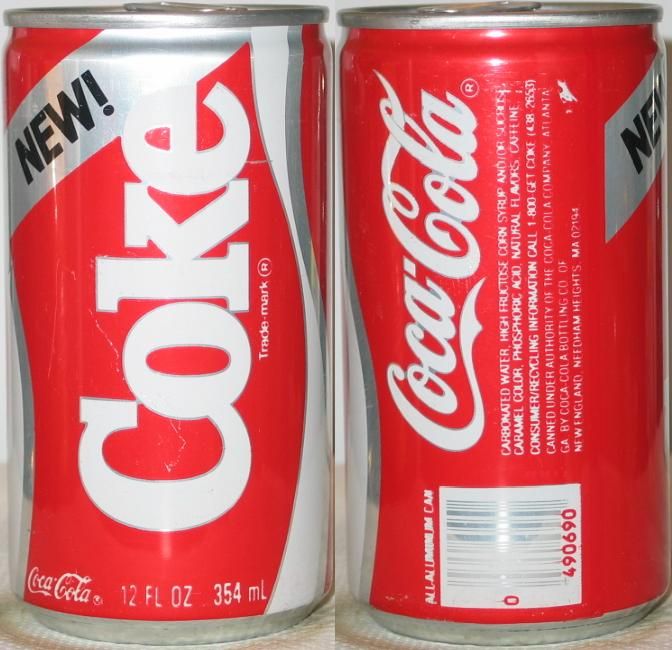 NEW!
Coke
Trade-mark ®
Coca-Cola
12 FL OZ 354 mL
Coca-Cola ®
CARBONATED WATER, HIGH FRUCTOSE CORN SYRUP AND/OR SUCROSE,
CARAMEL COLOR, PHOSPHORIC ACID, NATURAL FLAVORS, CAFFEINE
CONSUMER/RECYCLING INFORMATION CALL 1-800-GET COKE (438-2653)
CANNED UNDER AUTHORITY OF THE COCA-COLA COMPANY, ATLANTA,
GA. BY COCA-COLA BOTTLING CO. OF
NEW ENGLAND, NEEDHAM HEIGHTS, MA 02194
NE
ALL-ALUMINUM CAN
0 490690